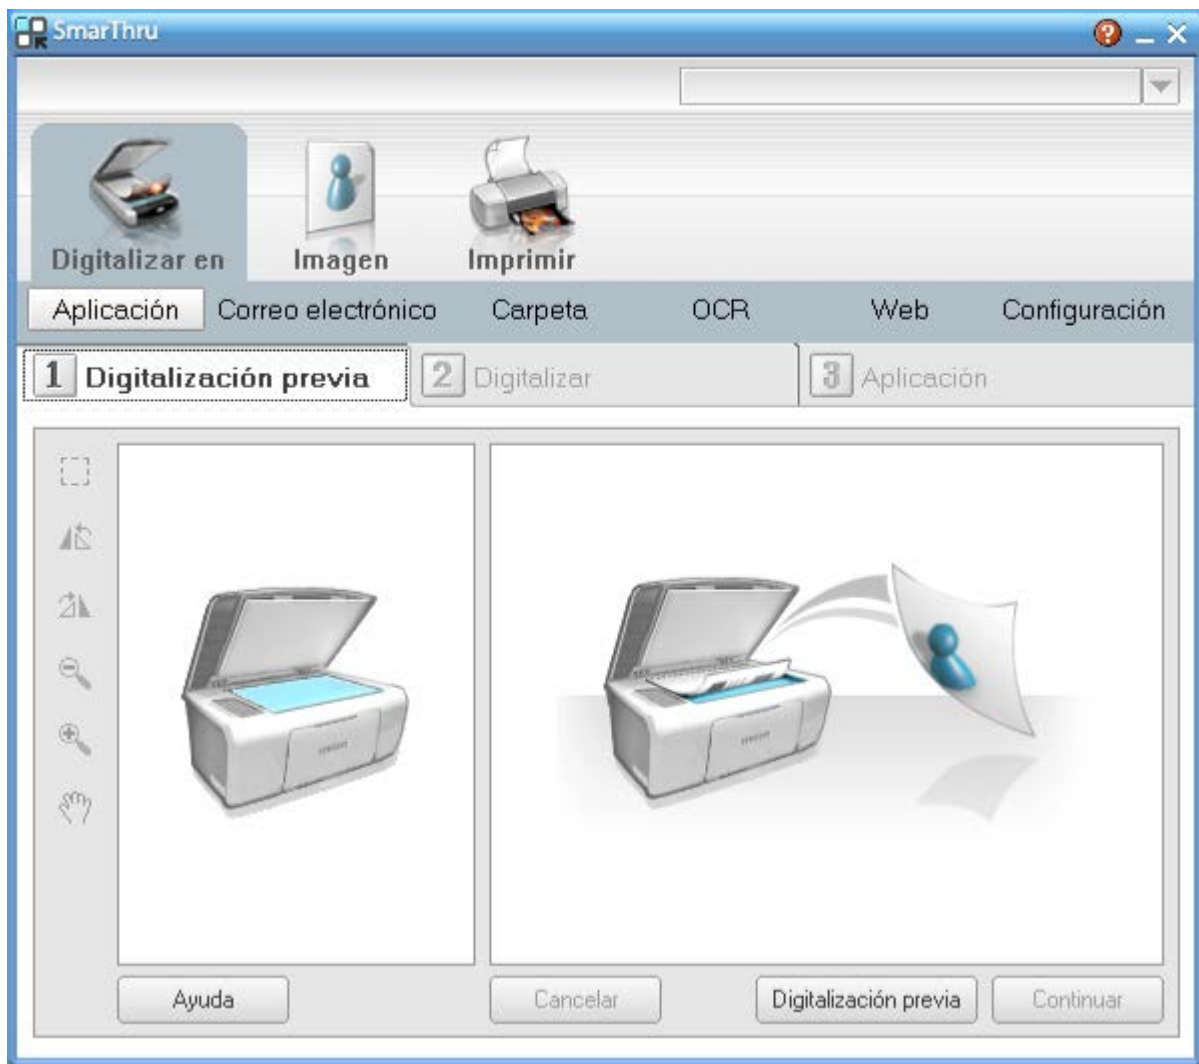 SmarThru
Digitalizar en Imagen Imprimir
Aplicación Correo electrónico Carpeta OCR Web Configuración
1 Digitalización previa 2 Digitalizar 3 Aplicación
Ayuda Cancelar Digitalización previa Continuar